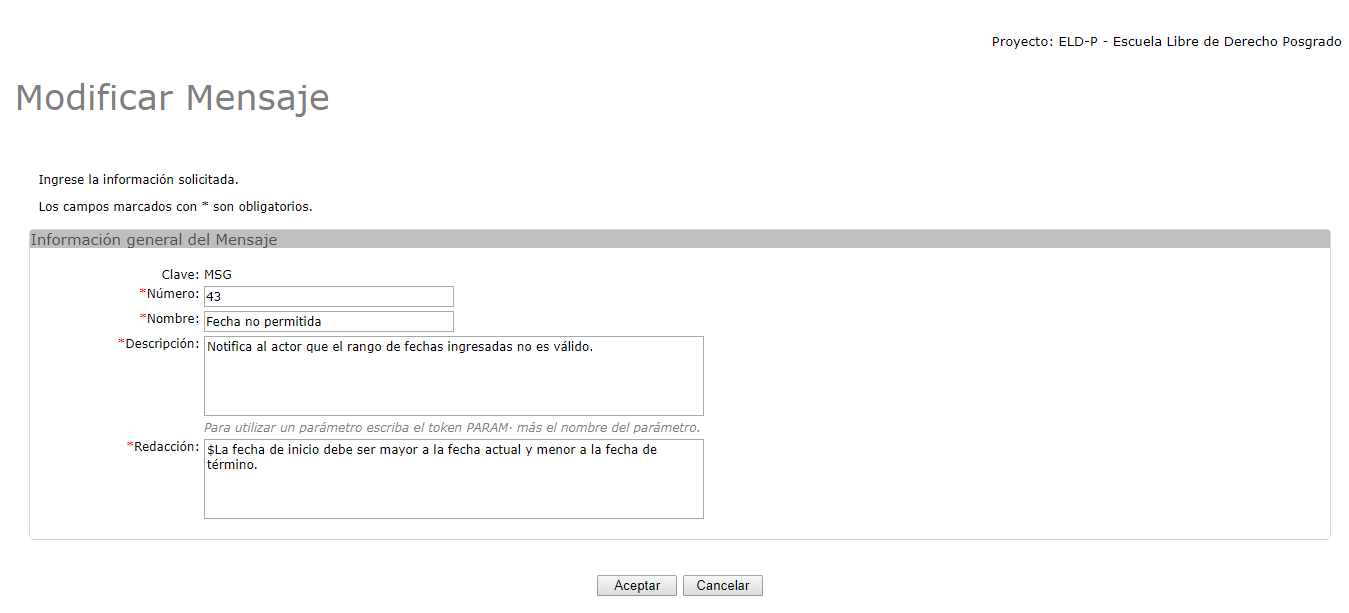 Proyecto: ELD-P - Escuela Libre de Derecho Posgrado
Modificar Mensaje
Ingrese la información solicitada.
Los campos marcados con * son obligatorios.
Información general del Mensaje
Clave: MSG
*Número: 43
*Nombre: Fecha no permitida
*Descripción: Notifica al actor que el rango de fechas ingresadas no es válido.
Para utilizar un parámetro escriba el token PARAM· más el nombre del parámetro.
*Redacción: $La fecha de inicio debe ser mayor a la fecha actual y menor a la fecha de
término.
Aceptar Cancelar